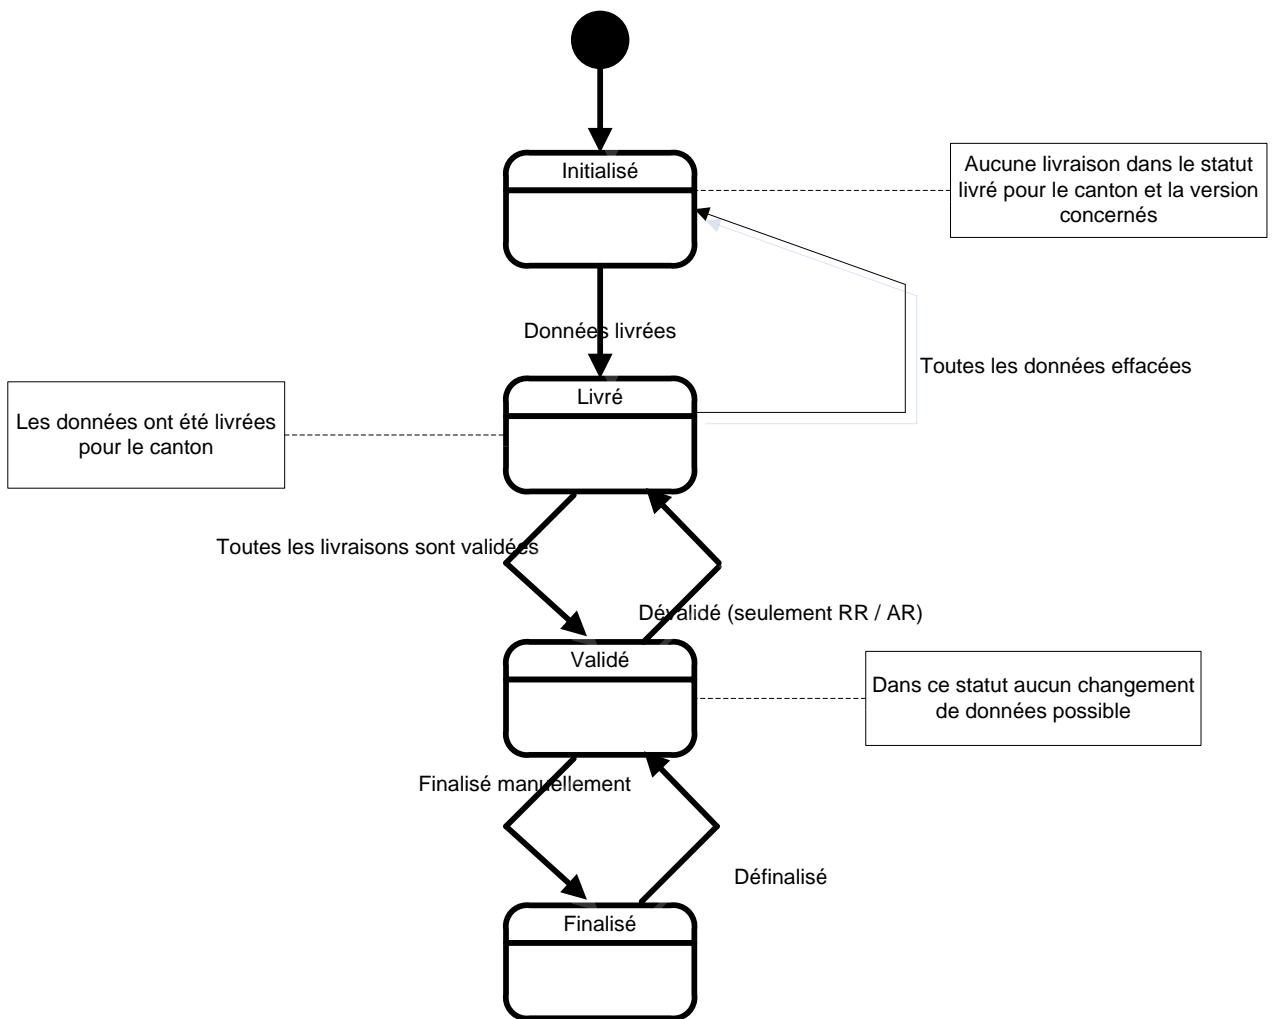 Initialisé
Aucune livraison dans le statut
livré pour le canton et la version
concernés
Données livrées
Toutes les données effacées
Livré
Les données ont été livrées
pour le canton
Toutes les livraisons sont validées
Dévalidé (seulement RR / AR)
Validé
Dans ce statut aucun changement
de données possible
Finalisé manuellement
Définalisé
Finalisé